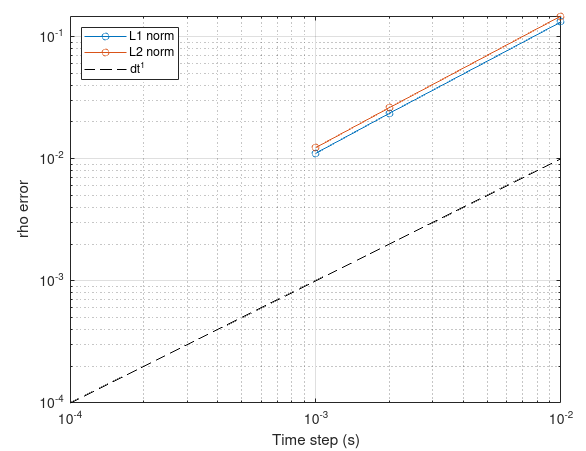 10⁻¹
10⁻²
10⁻³
10⁻⁴
rho error
L1 norm
L2 norm
dt¹
10⁻⁴
10⁻³
10⁻²
Time step (s)